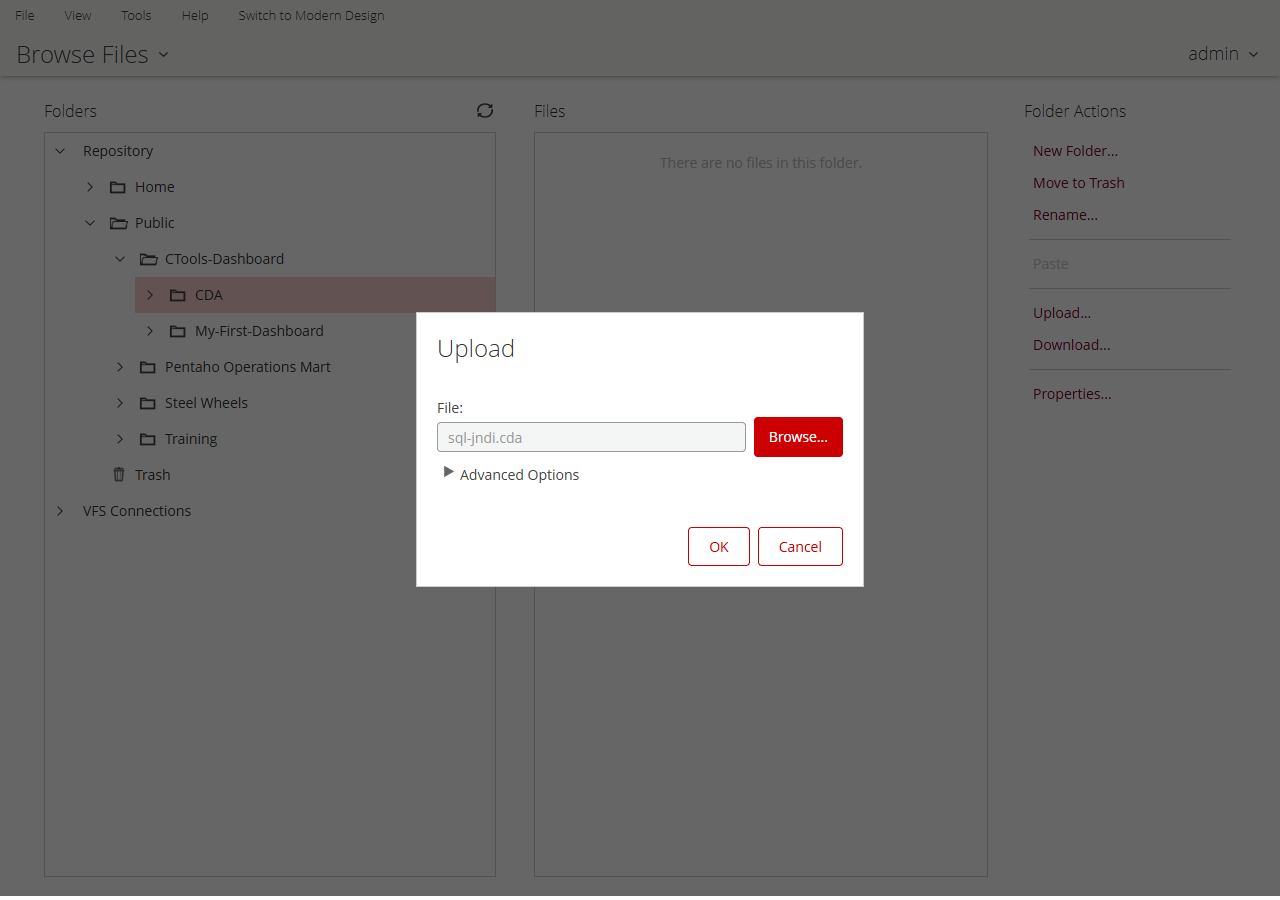 File View Tools Help Switch to Modern Design
Browse Files
admin
Folders
Repository
Home
Public
CTools-Dashboard
CDA
My-First-Dashboard
Pentaho Operations Mart
Steel Wheels
Training
Trash
VFS Connections
Files
There are no files in this folder.
Folder Actions
New Folder...
Move to Trash
Rename...
Paste
Upload...
Download...
Properties...
Upload
File:
sql-jndi.cda
Browse...
Advanced Options
OK Cancel